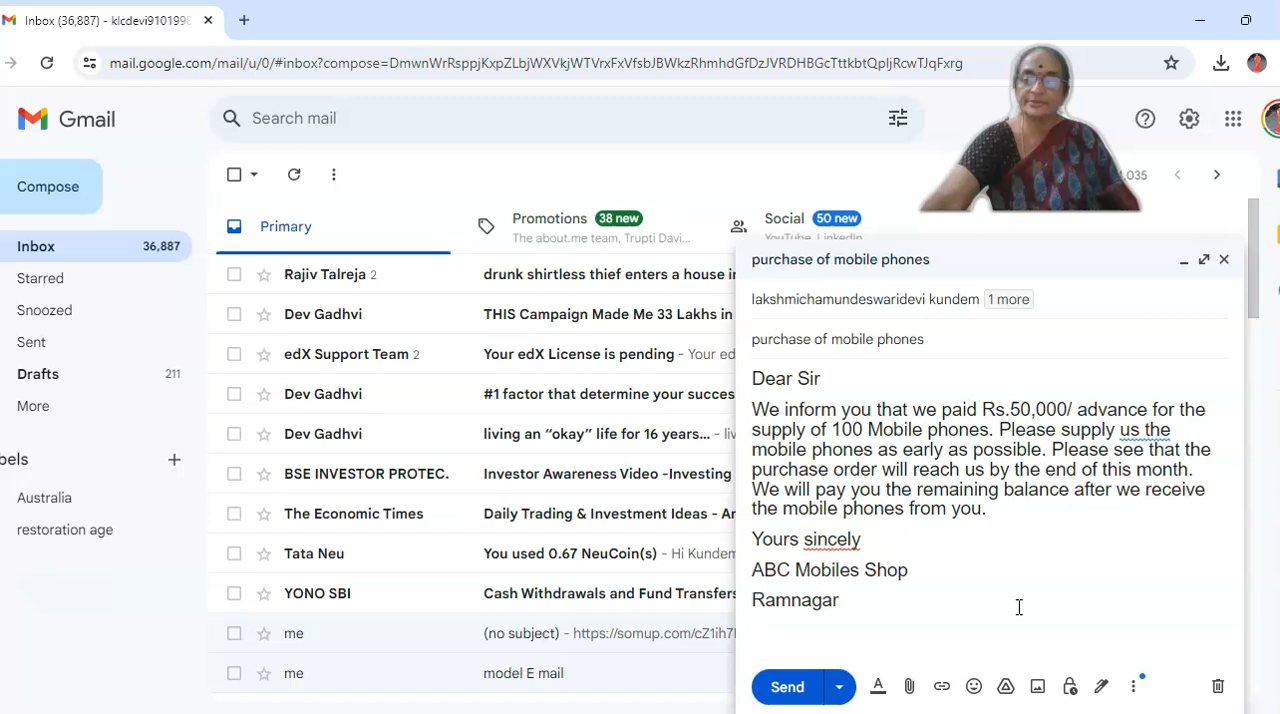 Inbox (36,887) - klcdevi9101998
mail.google.com/mail/u/0/#inbox?compose=DmwnWrRsppjKxpZLbjWXVkjWTVrxFxVfsbJBWkzRhmhdGfDzJVRDHBGcTttkbtQpljRcwTJqFxrg
Gmail
Search mail
Compose
Inbox 36,887
Starred
Snoozed
Sent
Drafts 211
More
bels
Australia
restoration age
,035
Primary
Promotions 38 new
The about.me team, Trupti Davi...
Social 50 new
YouTube, LinkedIn
Rajiv Talreja 2 drunk shirtless thief enters a house i
Dev Gadhvi THIS Campaign Made Me 33 Lakhs in
edX Support Team 2 Your edX License is pending - Your ed
Dev Gadhvi #1 factor that determine your succes
Dev Gadhvi living an “okay” life for 16 years... - liv
BSE INVESTOR PROTEC. Investor Awareness Video -Investing
The Economic Times Daily Trading & Investment Ideas - Ar
Tata Neu You used 0.67 NeuCoin(s) - Hi Kundem
YONO SBI Cash Withdrawals and Fund Transfers
me (no subject) - https://somup.com/cZ1ih7
me model E mail
purchase of mobile phones
lakshmichamundeswaridevi kundem 1 more
purchase of mobile phones
Dear Sir
We inform you that we paid Rs.50,000/ advance for the
supply of 100 Mobile phones. Please supply us the
mobile phones as early as possible. Please see that the
purchase order will reach us by the end of this month.
We will pay you the remaining balance after we receive
the mobile phones from you.
Yours sincely
ABC Mobiles Shop
Ramnagar
Send